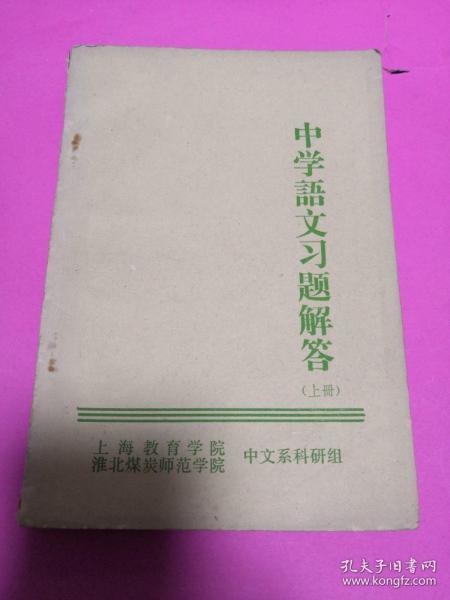 中学語文习题解答
（上冊）
上海教育学院
淮北煤炭师范学院
中文系科研组
孔夫子旧书网
www.kongfz.com